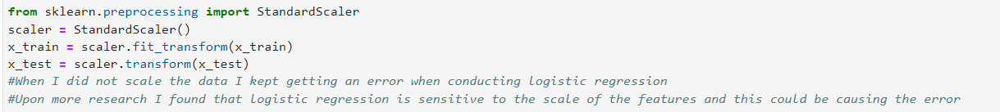 from sklearn.preprocessing import StandardScaler
scaler = StandardScaler()
x_train = scaler.fit_transform(x_train)
x_test = scaler.transform(x_test)
#When I did not scale the data I kept getting an error when conducting logistic regression
#Upon more research I found that logistic regression is sensitive to the scale of the features and this could be causing the error